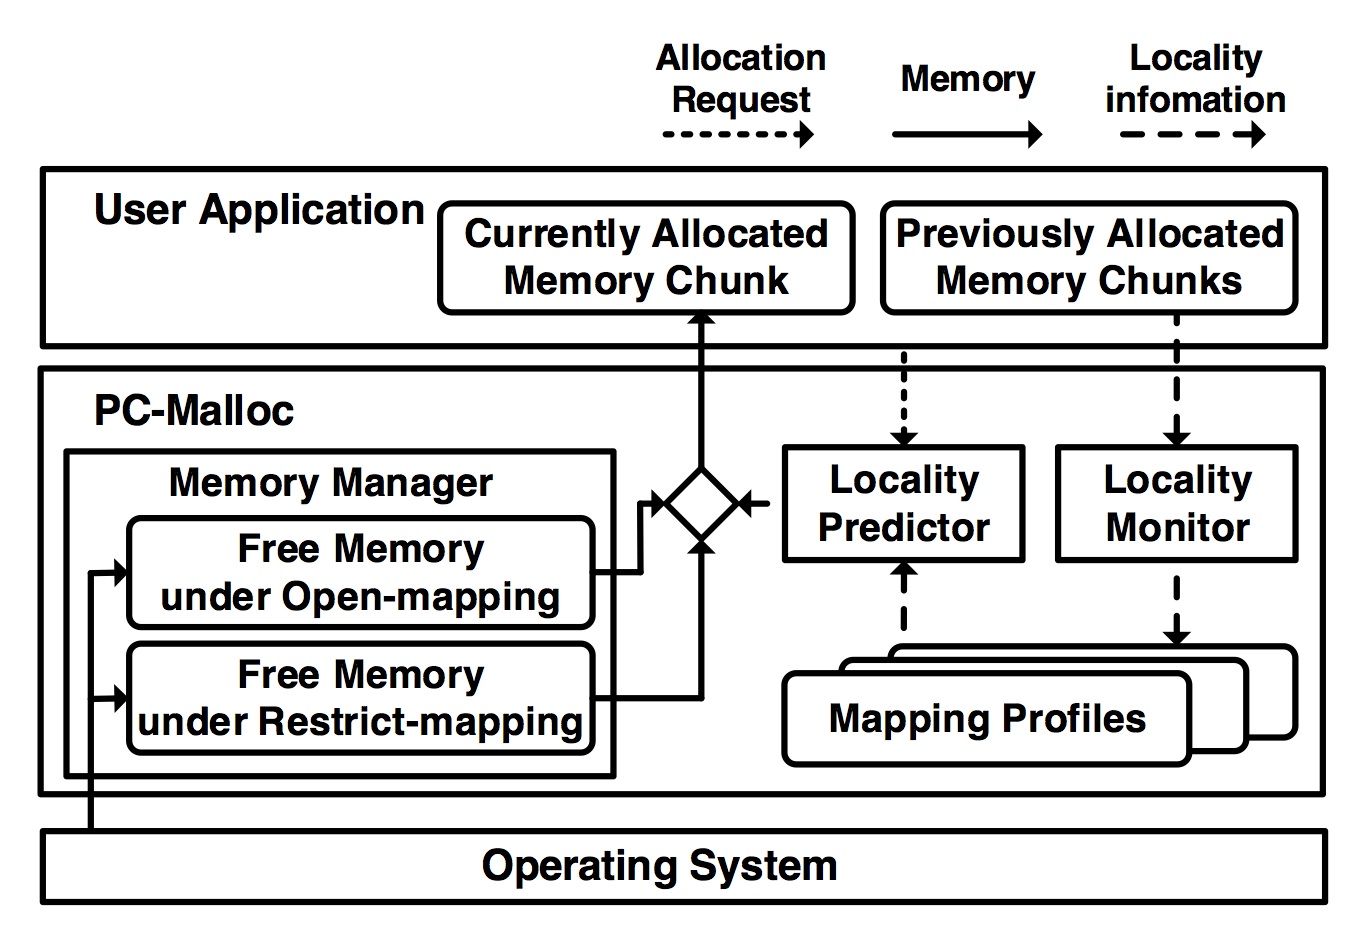 Allocation
Request
Memory
Locality
infomation
User Application
Currently Allocated
Memory Chunk
Previously Allocated
Memory Chunks
PC-Malloc
Memory Manager
Free Memory
under Open-mapping
Free Memory
under Restrict-mapping
Locality
Predictor
Locality
Monitor
Mapping Profiles
Operating System